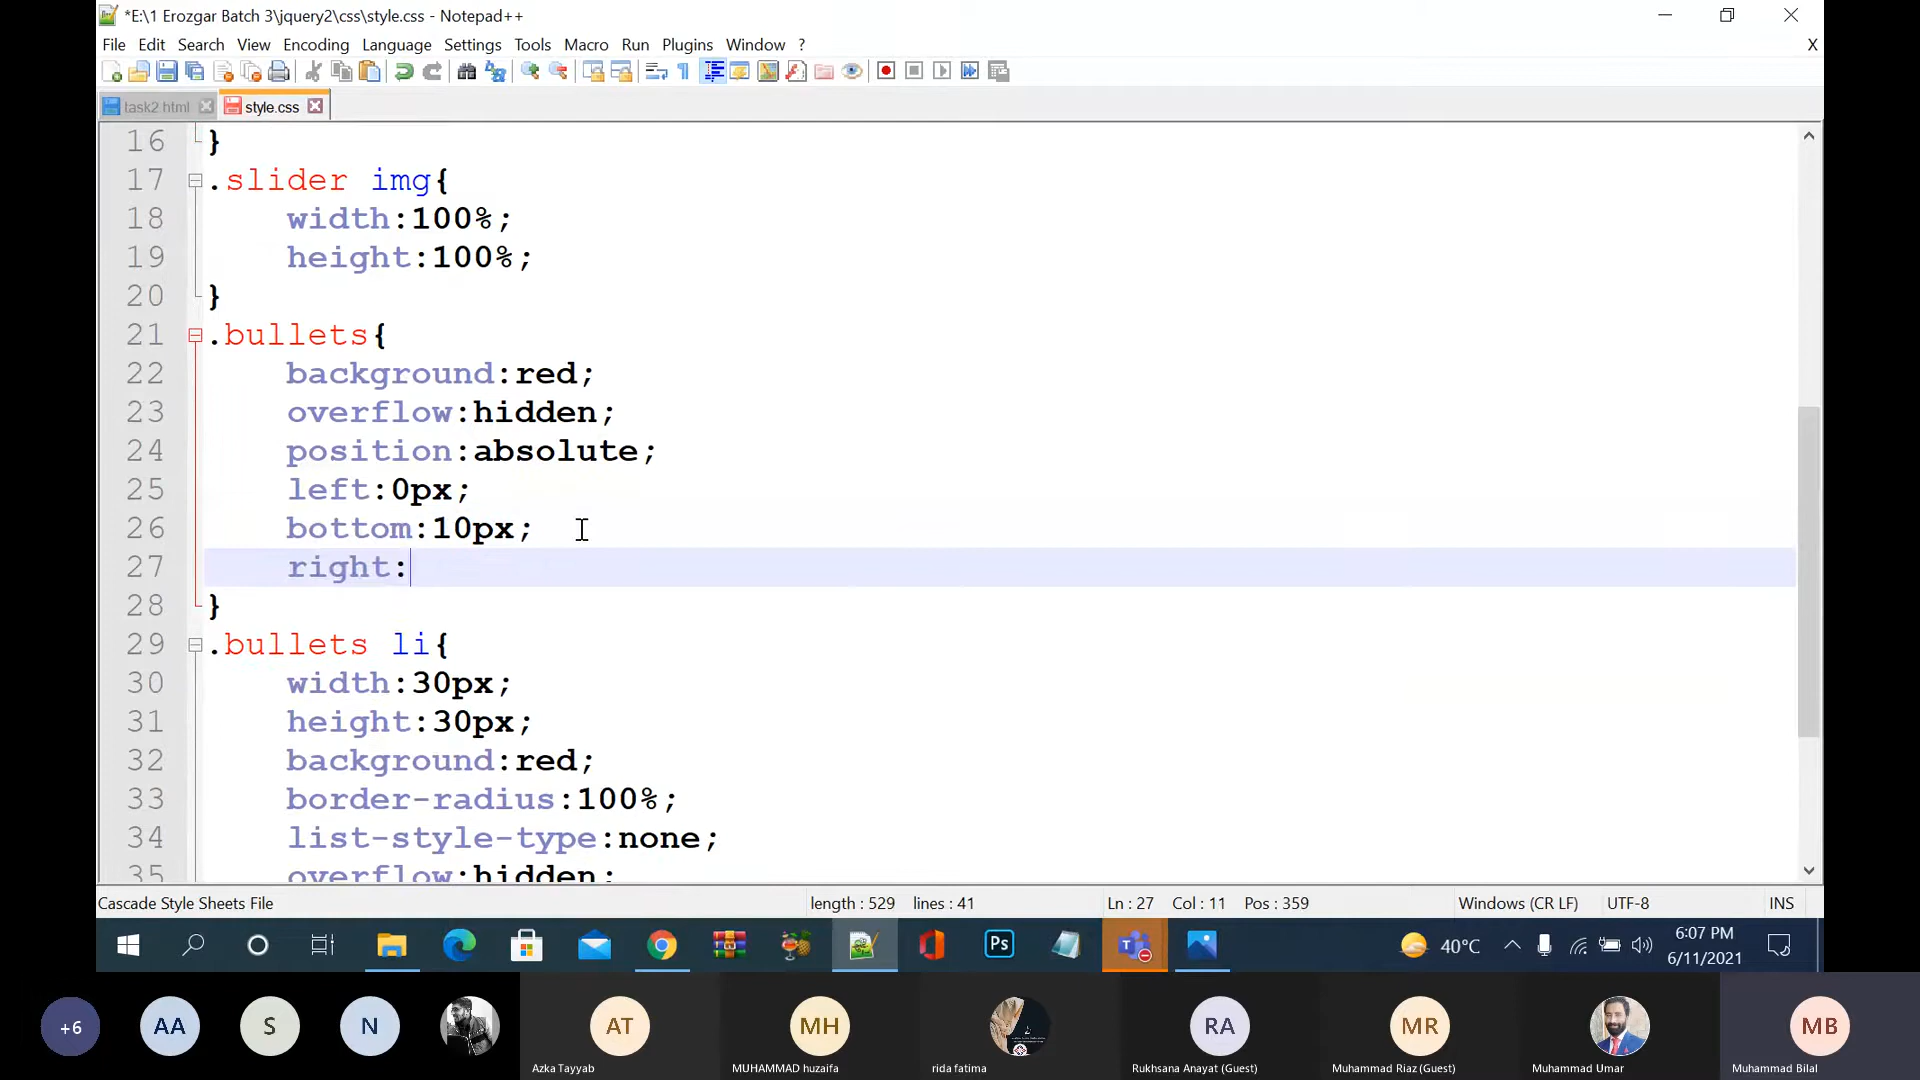 *E:\1 Erozgar Batch 3\jquery2\css\style.css - Notepad++
File Edit Search View Encoding Language Settings Tools Macro Run Plugins Window ? X
task2 html style.css
16 }
17 .slider img{
18 width:100%;
19 height:100%;
20 }
21 .bullets{
22 background:red;
23 overflow:hidden;
24 position:absolute;
25 left:0px;
26 bottom:10px;
27 right:
28 }
29 .bullets li{
30 width:30px;
31 height:30px;
32 background:red;
33 border-radius:100%;
34 list-style-type:none;
35 overflow:hidden;
Cascade Style Sheets File length : 529 lines : 41 Ln : 27 Col : 11 Pos : 359 Windows (CR LF) UTF-8 INS
Ps 40°C 6:07 PM
6/11/2021
+6 AA S N AT MH RA MR MB
Azka Tayyab MUHAMMAD huzaifa rida fatima Rukhsana Anayat (Guest) Muhammad Riaz (Guest) Muhammad Umar Muhammad Bilal